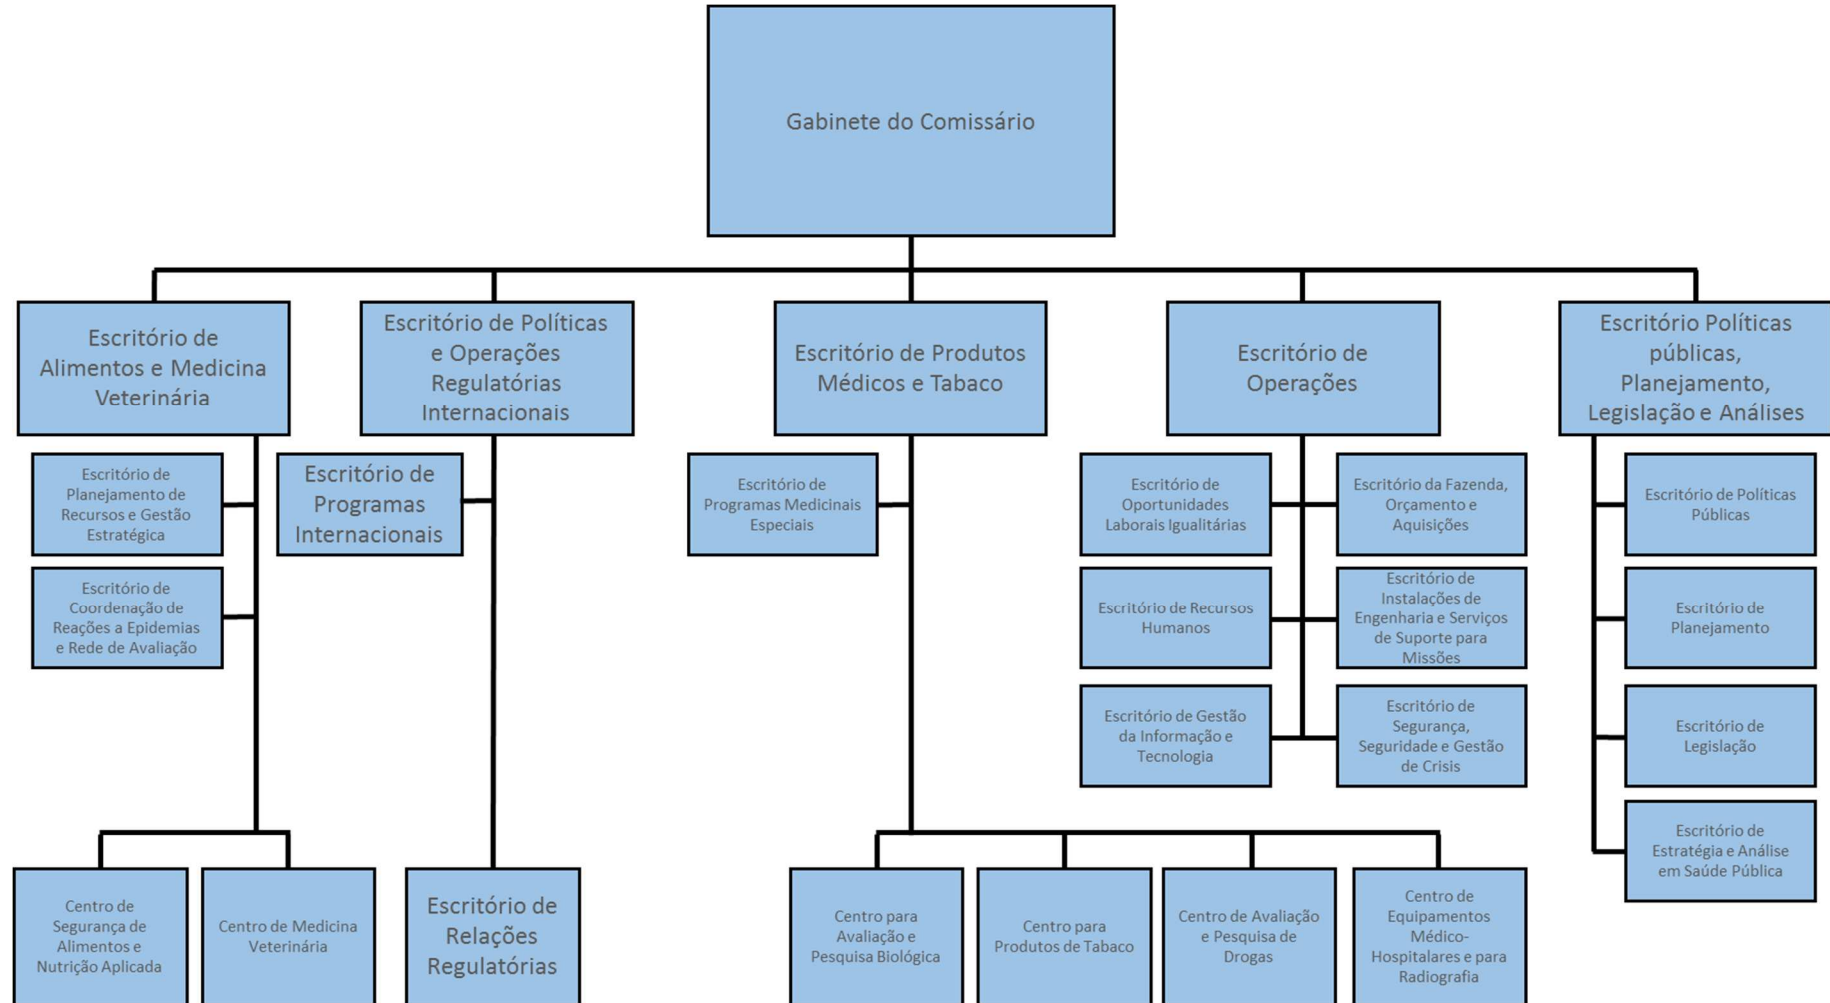 Gabinete do Comissário
Escritório de
Alimentos e Medicina
Veterinária
Escritório de Políticas
e Operações
Regulatórias
Internacionais
Escritório de Produtos
Médicos e Tabaco
Escritório de
Operações
Escritório Políticas
públicas,
Planejamento,
Legislação e Análises
Escritório de
Planejamento de
Recursos e Gestão
Estratégica
Escritório de
Programas
Internacionais
Escritório de
Programas Medicinais
Especiais
Escritório de
Oportunidades
Laborais Igualitárias
Escritório da Fazenda,
Orçamento e
Aquisições
Escritório de Políticas
Públicas
Escritório de
Coordenação de
Reações a Epidemias
e Rede de Avaliação
Escritório de Recursos
Humanos
Escritório de
Instalações de
Engenharia e Serviços
de Suporte para
Missões
Escritório de
Planejamento
Escritório de Gestão
da Informação e
Tecnologia
Escritório de
Segurança,
Seguridade e Gestão
de Crisis
Escritório de
Legislação
Escritório de
Estratégia e Análise
em Saúde Pública
Centro de
Segurança de
Alimentos e
Nutrição Aplicada
Centro de Medicina
Veterinária
Escritório de
Relações
Regulatórias
Centro para
Avaliação e
Pesquisa Biológica
Centro para
Produtos de Tabaco
Centro de Avaliação
e Pesquisa de
Drogas
Centro de
Equipamentos
Médico-
Hospitalares e para
Radiografia